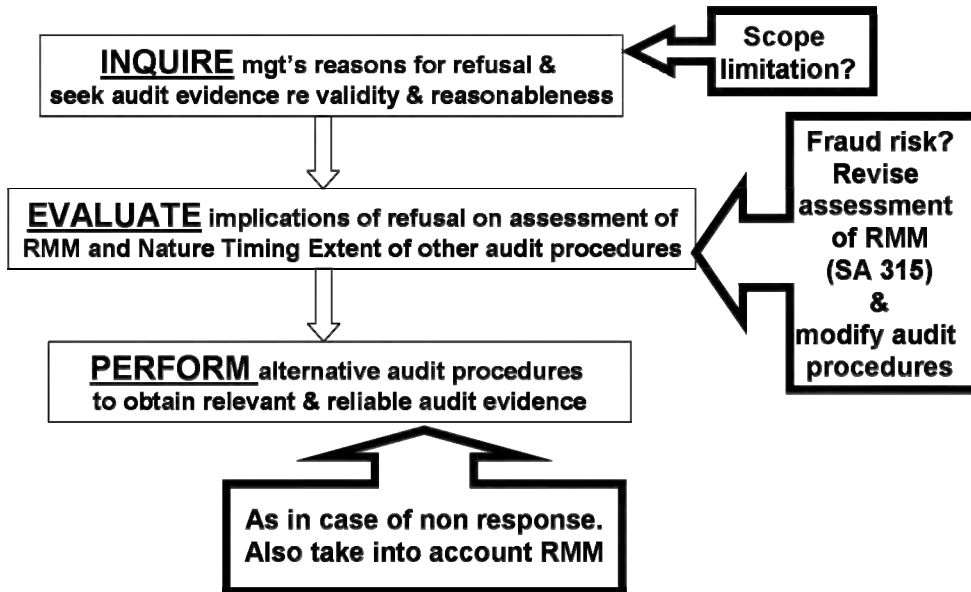 INQUIRE mgt's reasons for refusal &
seek audit evidence re validity & reasonableness
Scope
limitation?
EVALUATE implications of refusal on assessment of
RMM and Nature Timing Extent of other audit procedures
Fraud risk?
Revise
assessment
of RMM
(SA 315)
&
modify audit
procedures
PERFORM alternative audit procedures
to obtain relevant & reliable audit evidence
As in case of non response.
Also take into account RMM